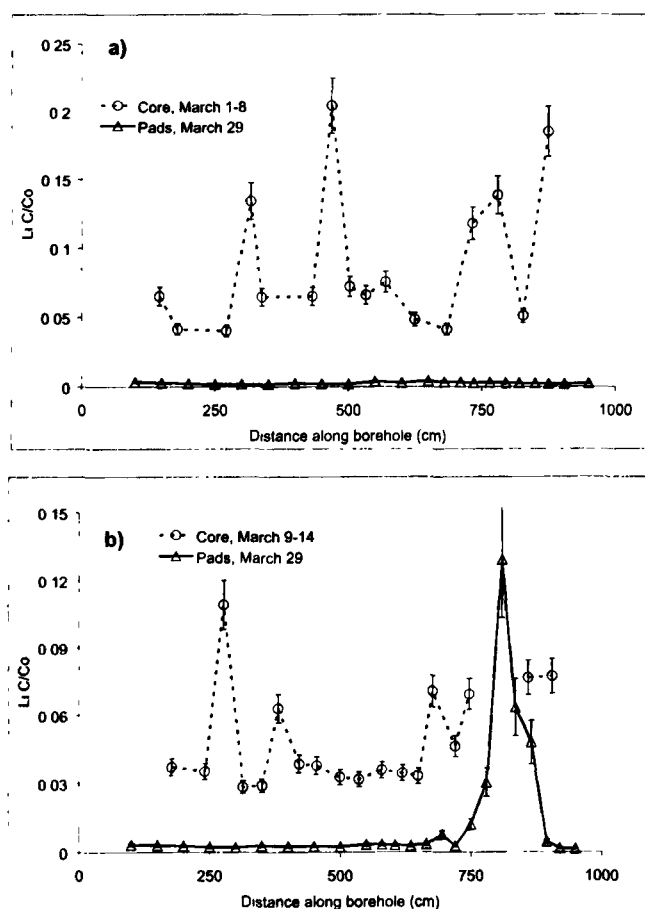 a)
0 25
0 2
0 15
0 1
0 05
0
Li C/Co
Core, March 1-8
Pads, March 29
0 250 500 750 1000
Distance along borehole (cm)
b)
0 15
0 12
0 09
0 06
0 03
0
Li C/Co
Core, March 9-14
Pads, March 29
0 250 500 750 1000
Distance along borehole (cm)